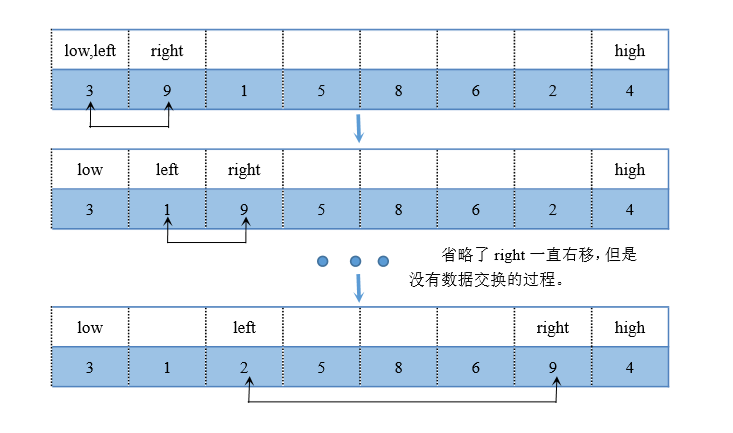 low,left right high
3 9 1 5 8 6 2 4
low left right high
3 1 9 5 8 6 2 4
省略了 right 一直右移，但是
没有数据交换的过程。
low left right high
3 1 2 5 8 6 9 4